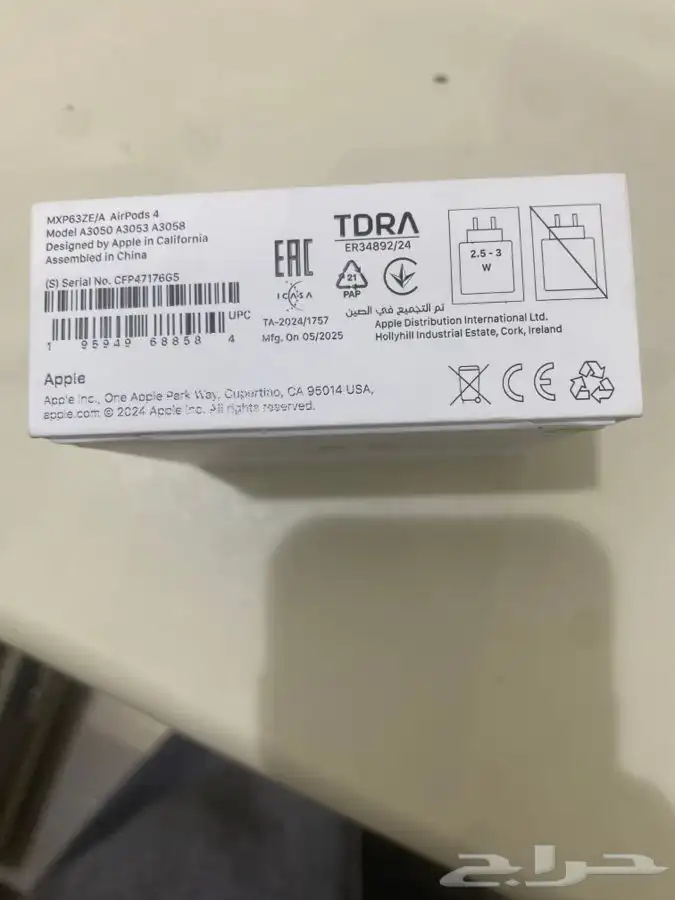 MXP63ZE/A AirPods 4
Model A3050 A3053 A3058
Designed by Apple in California
Assembled in China
(S) Serial No. CFP47176G5
UPC
1 95949 68858 4
EAC
ICASA
TA-2024/1757
Mfg. On 05/2025
TDRA
ER34892/24
21
PAP
تم التجميع في الصين
Apple Distribution International Ltd.
Hollyhill Industrial Estate, Cork, Ireland
2.5 - 3
W
Apple
Apple Inc., One Apple Park Way, Cupertino, CA 95014 USA,
apple.com © 2024 Apple Inc. All rights reserved.
CE
حراج